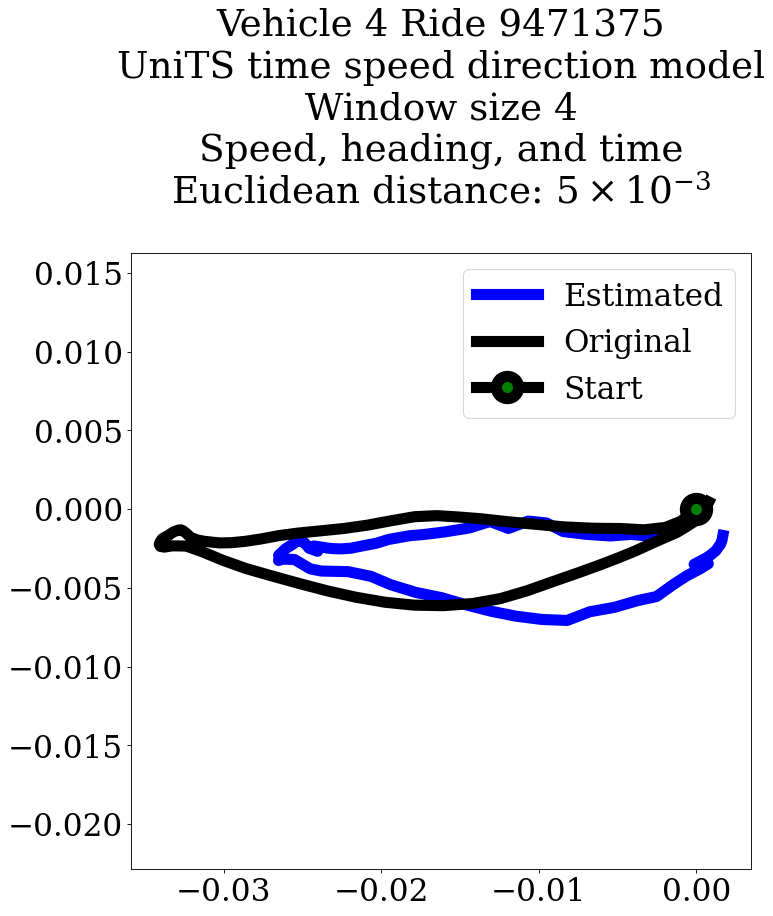 Vehicle 4 Ride 9471375
UniTS time speed direction model
Window size 4
Speed, heading, and time
Euclidean distance: 5 × 10⁻³
Estimated
Original
Start
0.015
0.010
0.005
0.000
−0.005
−0.010
−0.015
−0.020
−0.03 −0.02 −0.01 0.00